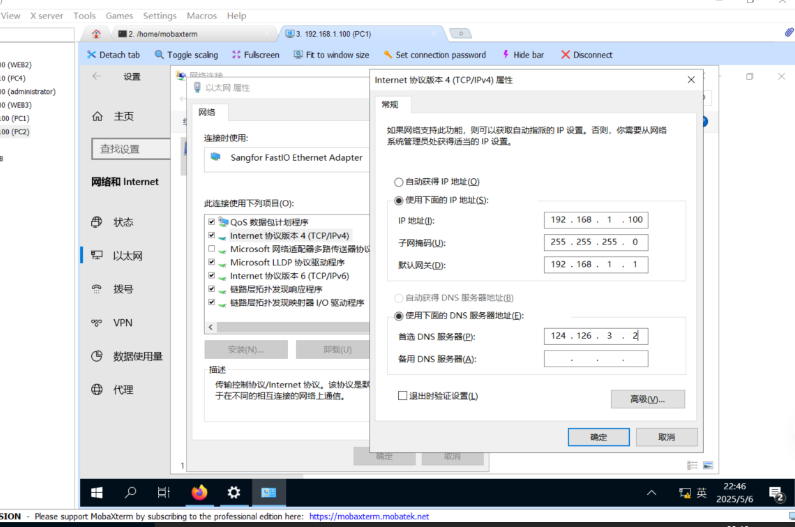 View X server Tools Games Settings Macros Help
2. /home/mobaxterm
3. 192.168.1.100 (PC1)
Detach tab Toggle scaling Fullscreen Fit to window size Set connection password Hide bar Disconnect
00 (WEB2)
0 (PC4)
00 (administrator)
00 (WEB3)
100 (PC1)
100 (PC2)
设置
主页
查找设置
网络和 Internet
状态
以太网
拨号
VPN
数据使用量
代理
网络连接
以太网 属性
网络
连接时使用:
Sangfor FastIO Ethernet Adapter
此连接使用下列项目(O):
QoS 数据包计划程序
Internet 协议版本 4 (TCP/IPv4)
Microsoft 网络适配器多路传送器协议
Microsoft LLDP 协议驱动程序
Internet 协议版本 6 (TCP/IPv6)
链路层拓扑发现响应程序
链路层拓扑发现映射器 I/O 驱动程序
安装(N)... 卸载(U)
描述
传输控制协议/Internet 协议。该协议是默
于在不同的相互连接的网络上通信。
确定 取消
Internet 协议版本 4 (TCP/IPv4) 属性
常规
如果网络支持此功能，则可以获取自动指派的 IP 设置。否则，你需要从网络
系统管理员处获得适当的 IP 设置。
自动获得 IP 地址(O)
使用下面的 IP 地址(S):
IP 地址(I): 192 . 168 . 1 . 100
子网掩码(U): 255 . 255 . 255 . 0
默认网关(D): 192 . 168 . 1 . 1
自动获得 DNS 服务器地址(B)
使用下面的 DNS 服务器地址(E):
首选 DNS 服务器(P): 124 . 126 . 3 . 2
备用 DNS 服务器(A): . . .
退出时验证设置(L)
高级(V)...
确定 取消
英
22:46
2025/5/6
2
SION - Please support MobaXterm by subscribing to the professional edition here: https://mobaxterm.mobatek.net